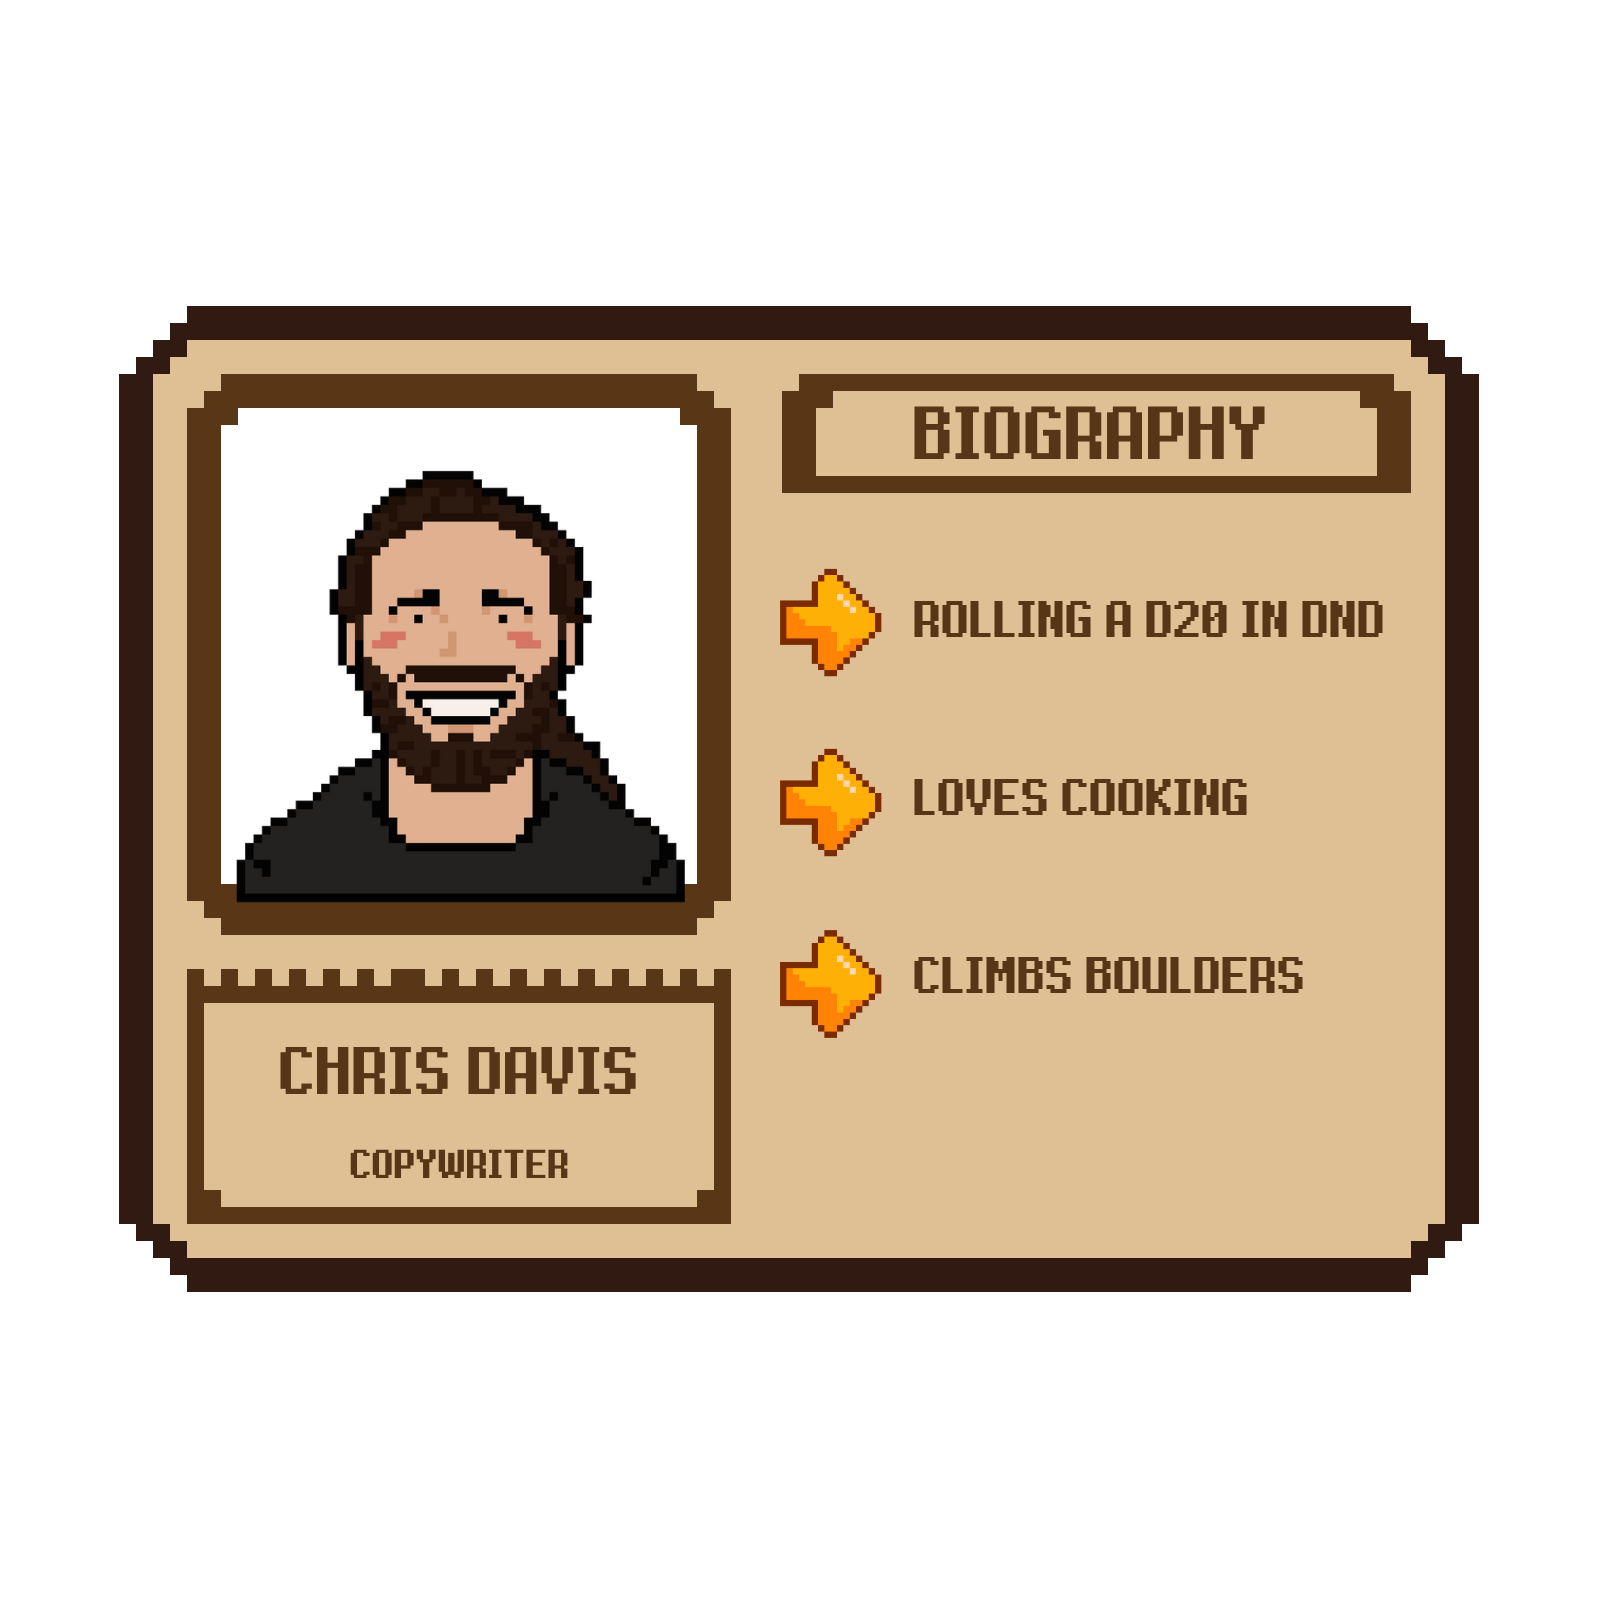 BIOGRAPHY
ROLLING A D20 IN DND
LOVES COOKING
CLIMBS BOULDERS
CHRIS DAVIS
COPYWRITER